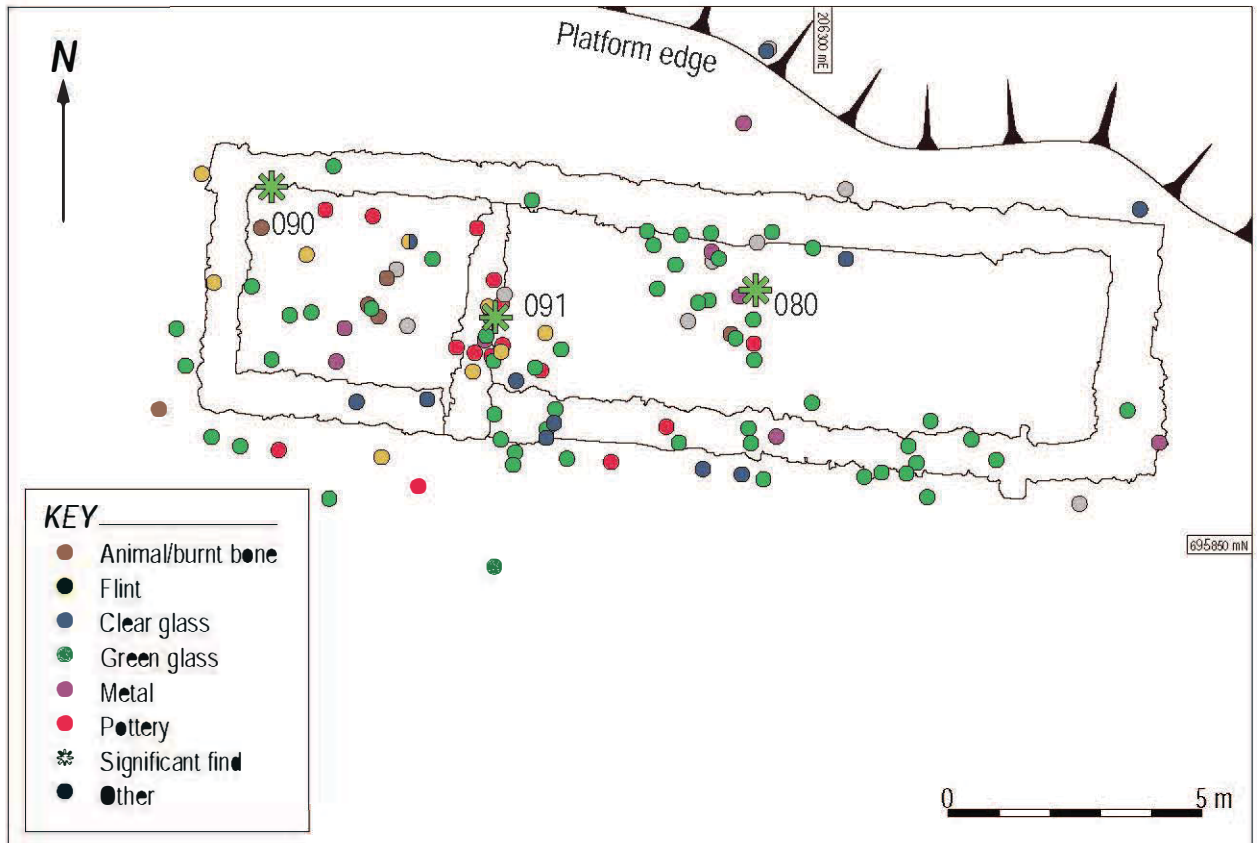 N
Platform edge
206300 mE
090
091
080
KEY
Animal/burnt bone
Flint
Clear glass
Green glass
Metal
Pottery
Significant find
Other
695850 mN
0 5 m